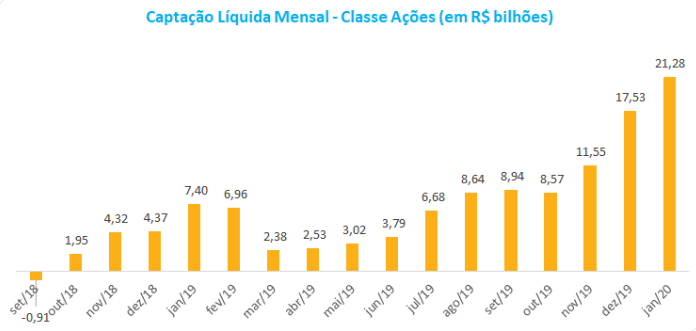 Captação Líquida Mensal - Classe Ações (em R$ bilhões)
21,28
17,53
11,55
8,64
8,94
8,57
7,40
6,96
6,68
4,32
4,37
3,79
3,02
2,38
2,53
1,95
set/18
out/18
nov/18
dez/18
jan/19
fev/19
mar/19
abr/19
mai/19
jun/19
jul/19
ago/19
set/19
out/19
nov/19
dez/19
jan/20
-0,91